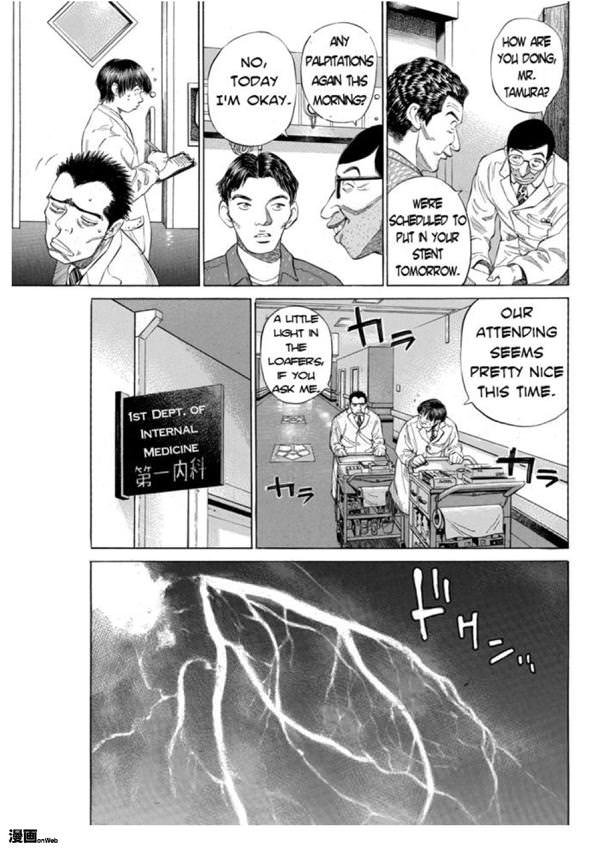 HOW ARE
YOU DOING,
MR.
TAMURA?
WE'RE
SCHEDULED TO
PUT IN YOUR
STENT
TOMORROW.
ANY
PALPITATIONS
AGAIN THIS
MORNING?
NO,
TODAY
I'M OKAY.
OUR
ATTENDING
SEEMS
PRETTY NICE
THIS TIME.
A LITTLE
LIGHT IN
THE
LOAFERS,
IF YOU
ASK ME.
カラ
カラ
カラ
1ST DEPT. OF
INTERNAL
MEDICINE
第一内科
ドドクン
漫画onWeb